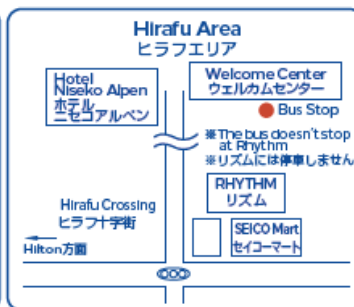 Hirafu Area
ヒラフエリア
Hotel
Niseko Alpen
ホテル
ニセコアルペン
Welcome Center
ウェルカムセンター
Bus Stop
※The bus doesn't stop
at Rhythm
※リズムには停車しません
RHYTHM
リズム
Hirafu Crossing
ヒラフ十字街
SEICO Mart
セイコーマート
Hilton方面